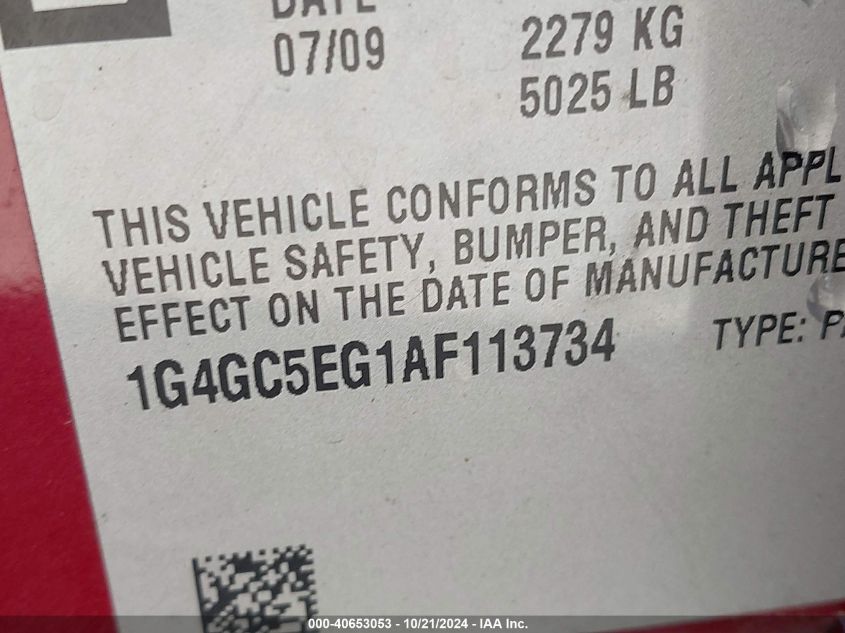 DATE
07/09
2279 KG
5025 LB
THIS VEHICLE CONFORMS TO ALL APPL
VEHICLE SAFETY, BUMPER, AND THEFT
EFFECT ON THE DATE OF MANUFACTURE
1G4GC5EG1AF113734
TYPE: PA
000-40653053 / 10/21/2024 - IAA Inc.